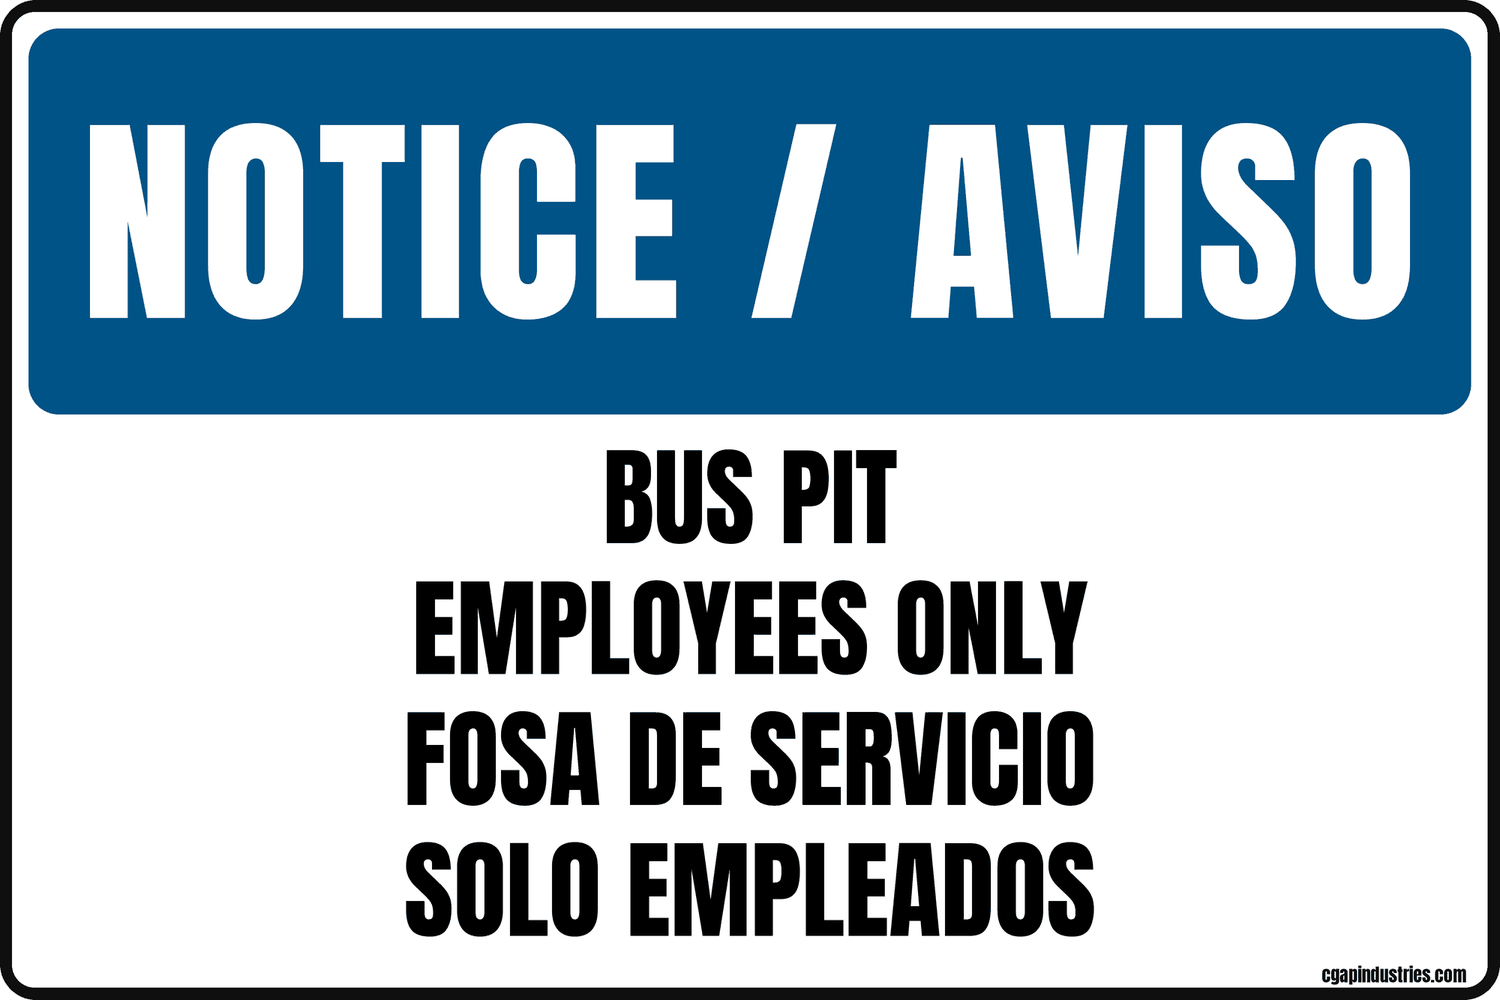 NOTICE / AVISO
BUS PIT
EMPLOYEES ONLY
FOSA DE SERVICIO
SOLO EMPLEADOS
cgapindustries.com